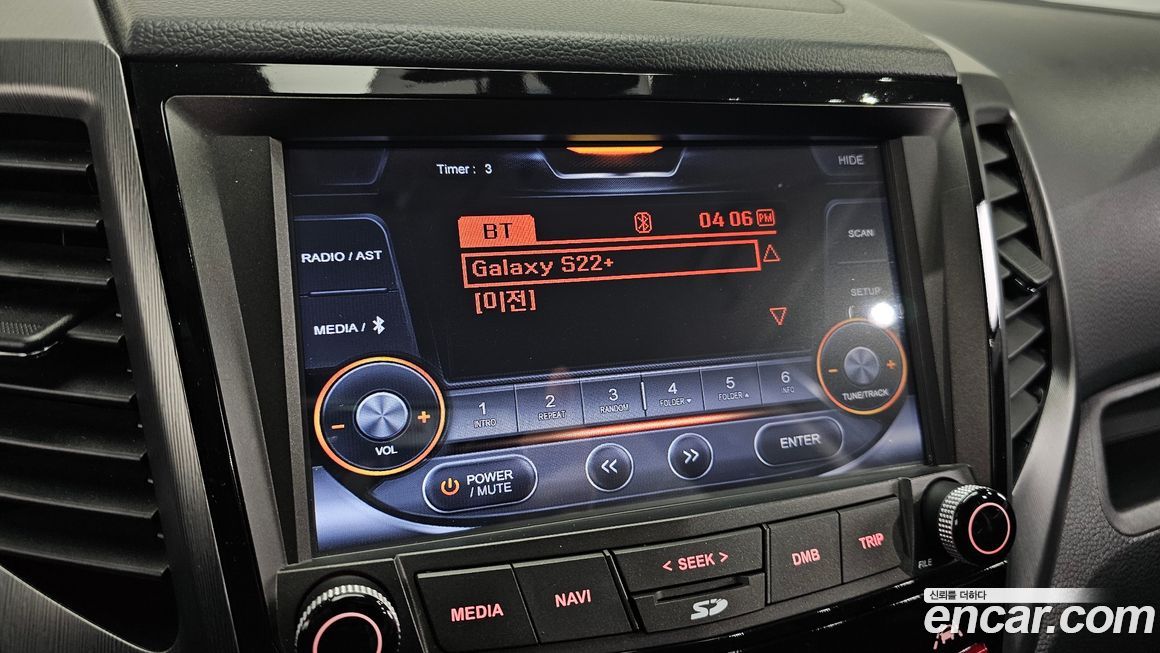 Timer : 3
HIDE
BT
04 06 PM
RADIO / AST
SCAN
Galaxy S22+
[이전]
SETUP
MEDIA /
- +
VOL
1
INTRO
2
REPEAT
3
RANDOM
4
FOLDER ▼
5
FOLDER ▲
6
INFO
- +
TUNE/TRACK
POWER
/ MUTE
<<
>>
ENTER
MEDIA
NAVI
< SEEK >
SD
DMB
TRIP
FILE
신뢰를 더하다
encar.com